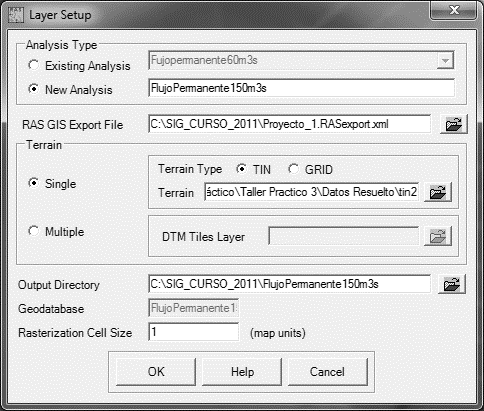 Layer Setup
Analysis Type
Existing Analysis
Fujopermanente60m3s
New Analysis
FlujoPermanente150m3s
RAS GIS Export File
C:\SIG_CURSO_2011\Proyecto_1.RASexport.xml
Terrain
Single
Terrain Type
TIN
GRID
Terrain
áctico\Taller Practico 3\Datos Resuelto\tin2
Multiple
DTM Tiles Layer
Output Directory
C:\SIG_CURSO_2011\FlujoPermanente150m3s
Geodatabase
FlujoPermanente1
Rasterization Cell Size
1
(map units)
OK
Help
Cancel